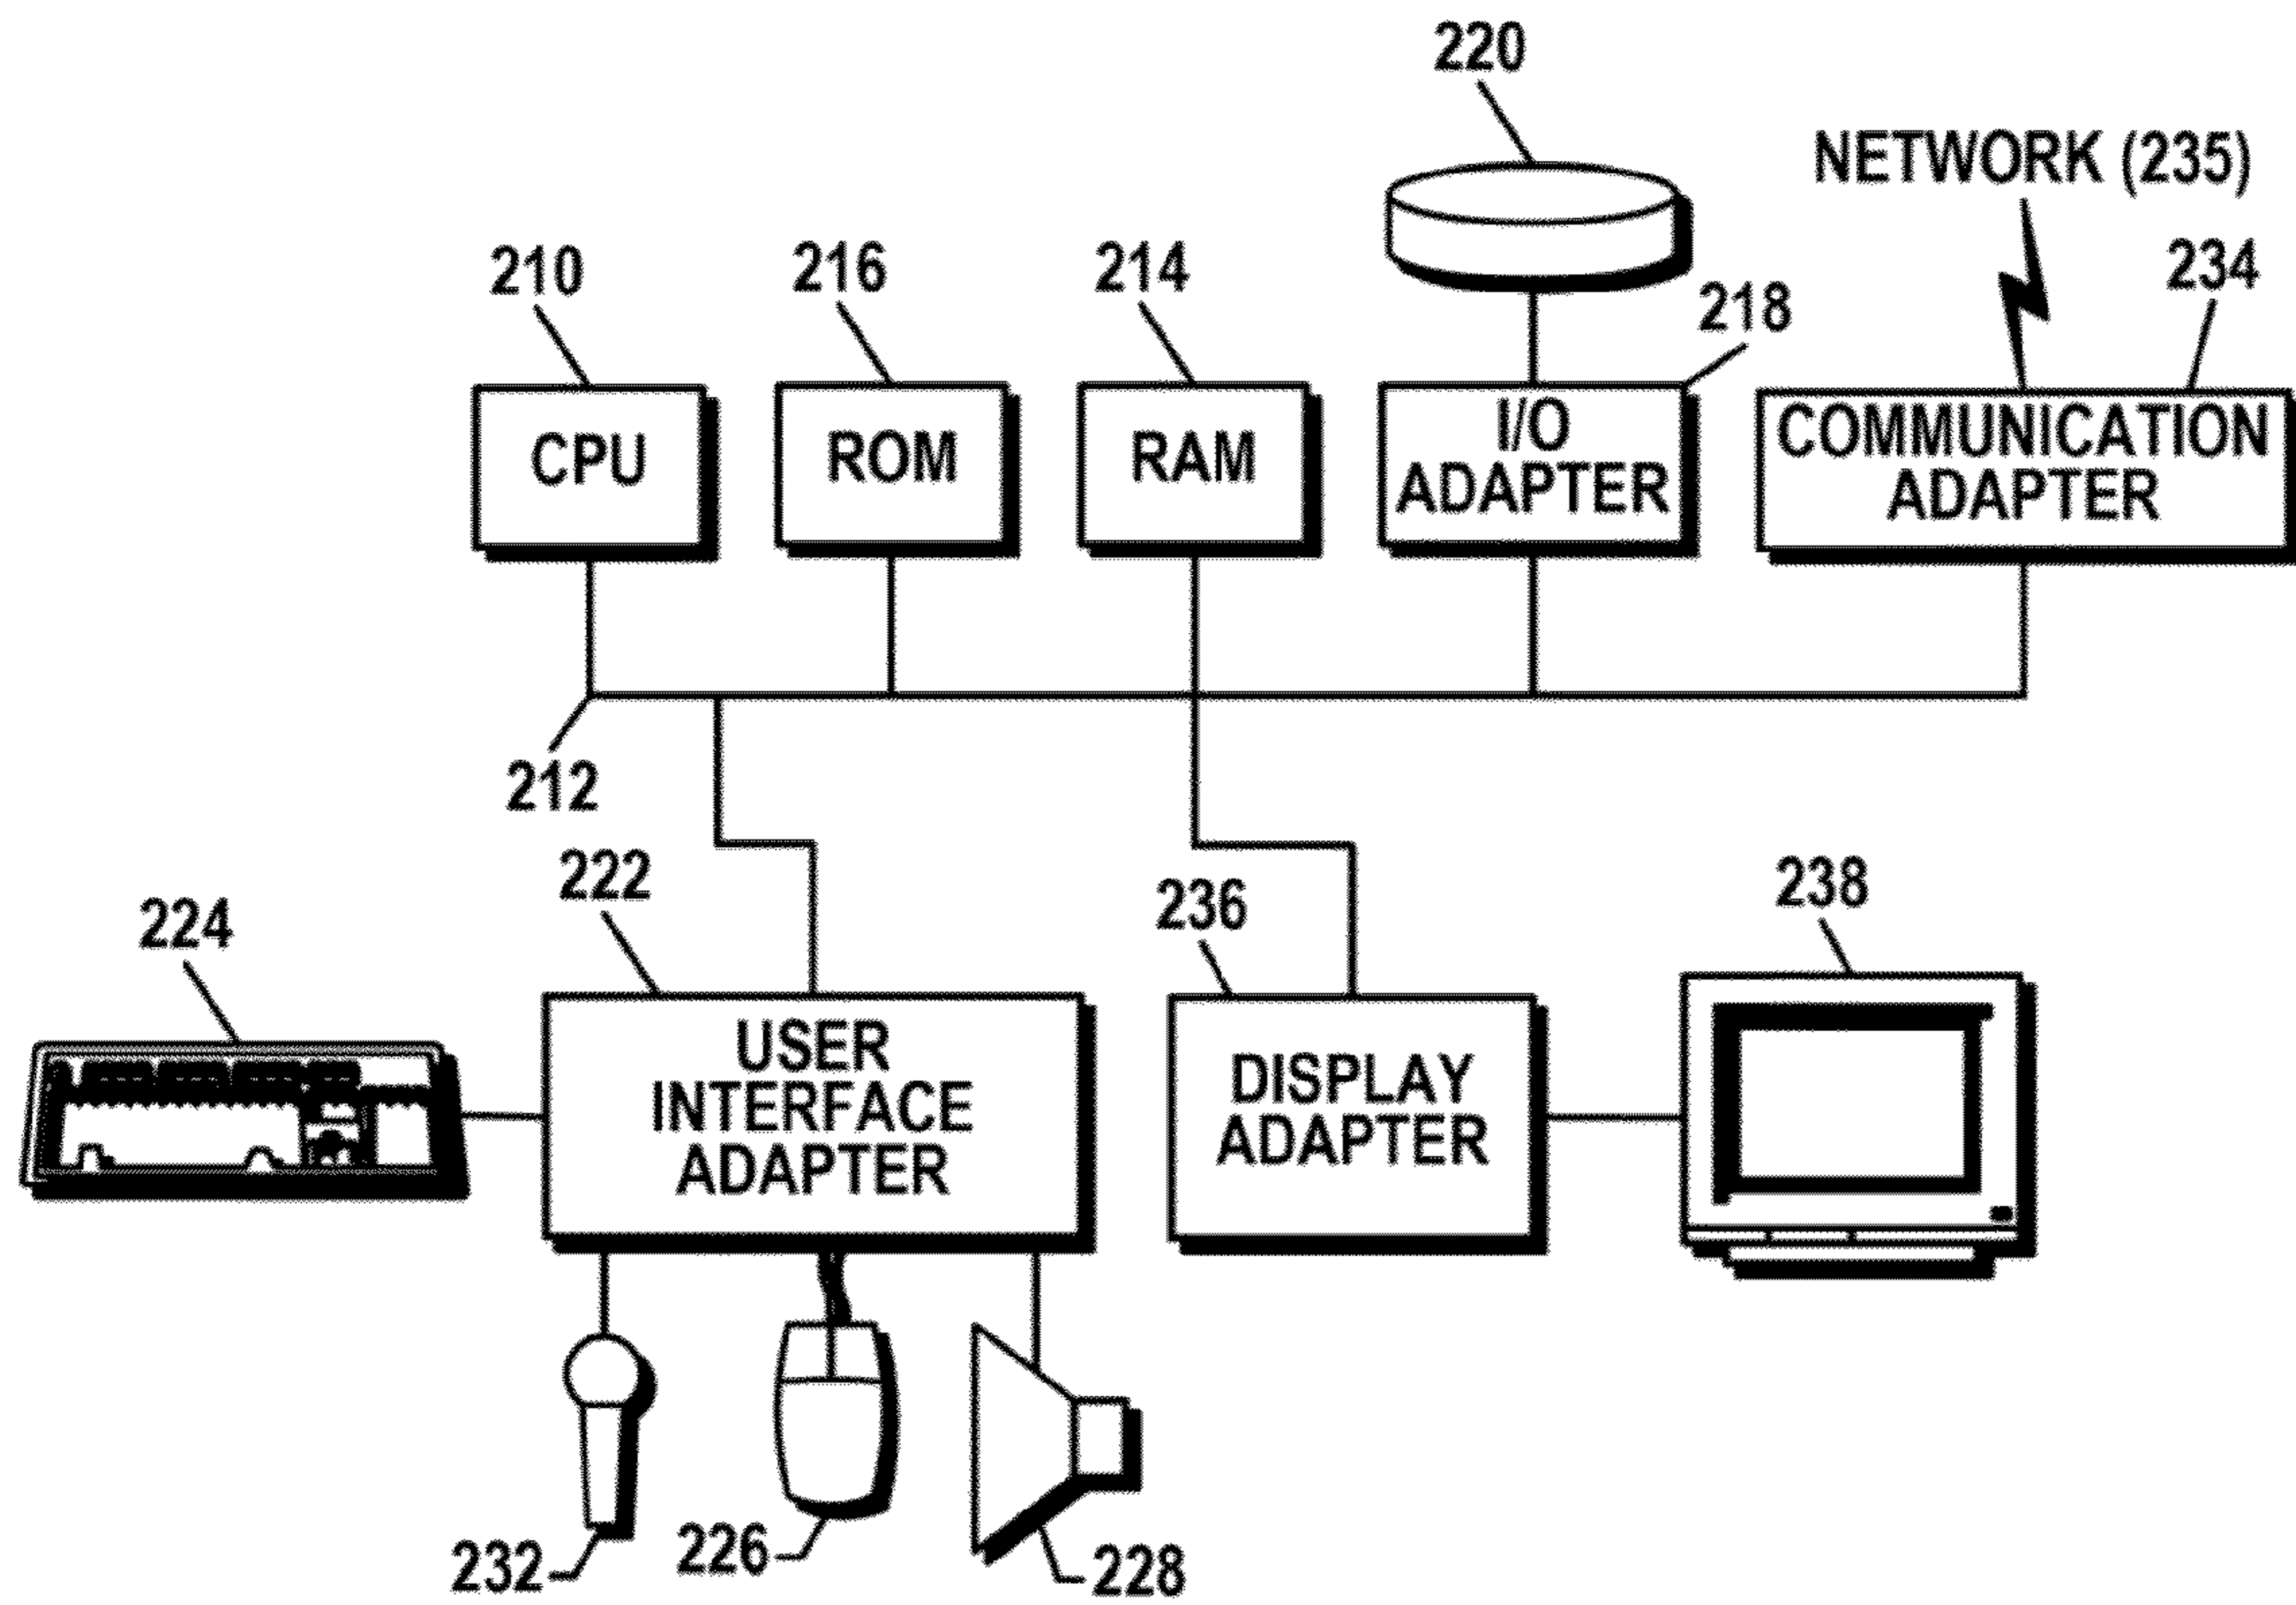 220
NETWORK (235)
210
216
214
218
234
CPU
ROM
RAM
I/O
ADAPTER
COMMUNICATION
ADAPTER
212
222
224
236
238
USER
INTERFACE
ADAPTER
DISPLAY
ADAPTER
232
226
228